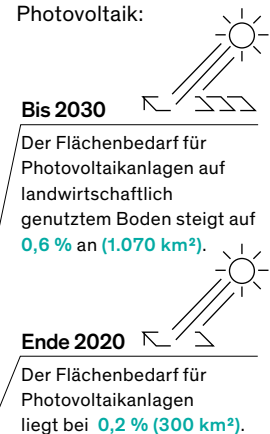 Photovoltaik:
Bis 2030
Der Flächenbedarf für
Photovoltaikanlagen auf
landwirtschaftlich
genutztem Boden steigt auf
0,6 % an (1.070 km²).
Ende 2020
Der Flächenbedarf für
Photovoltaikanlagen
liegt bei 0,2 % (300 km²).